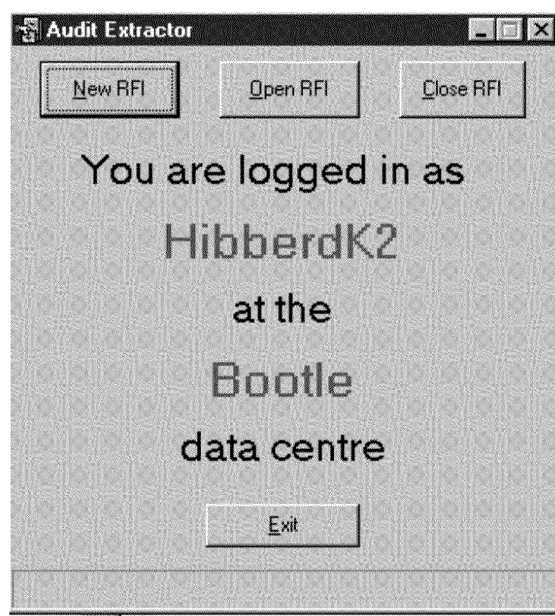 Audit Extractor
New RFI Open RFI Close RFI
You are logged in as
HibberdK2
at the
Bootle
data centre
Exit